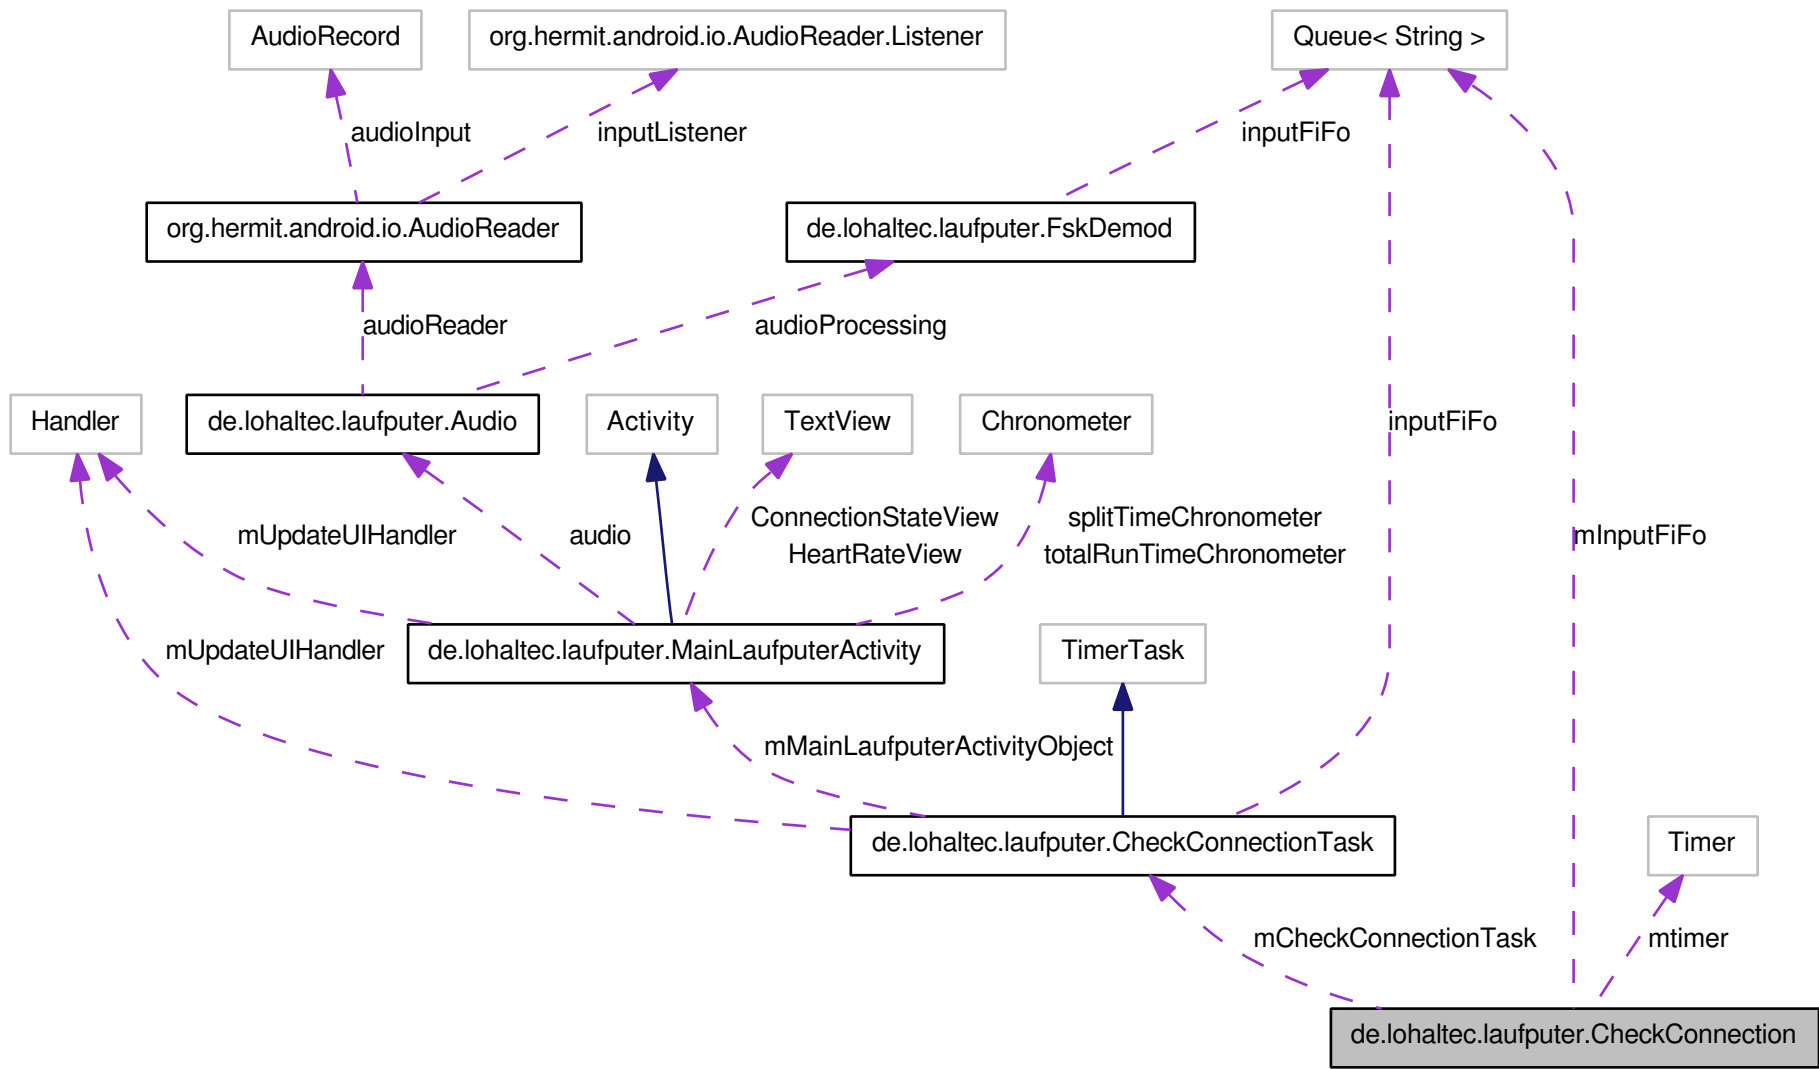 AudioRecord
org.hermit.android.io.AudioReader.Listener
Queue< String >
audioInput
inputListener
inputFiFo
org.hermit.android.io.AudioReader
de.lohaltec.laufputer.FskDemod
audioReader
audioProcessing
Handler
de.lohaltec.laufputer.Audio
Activity
TextView
Chronometer
inputFiFo
mUpdateUIHandler
audio
ConnectionStateView
HeartRateView
splitTimeChronometer
totalRunTimeChronometer
mInputFiFo
mUpdateUIHandler
de.lohaltec.laufputer.MainLaufputerActivity
TimerTask
mMainLaufputerActivityObject
de.lohaltec.laufputer.CheckConnectionTask
Timer
mCheckConnectionTask
mtimer
de.lohaltec.laufputer.CheckConnection